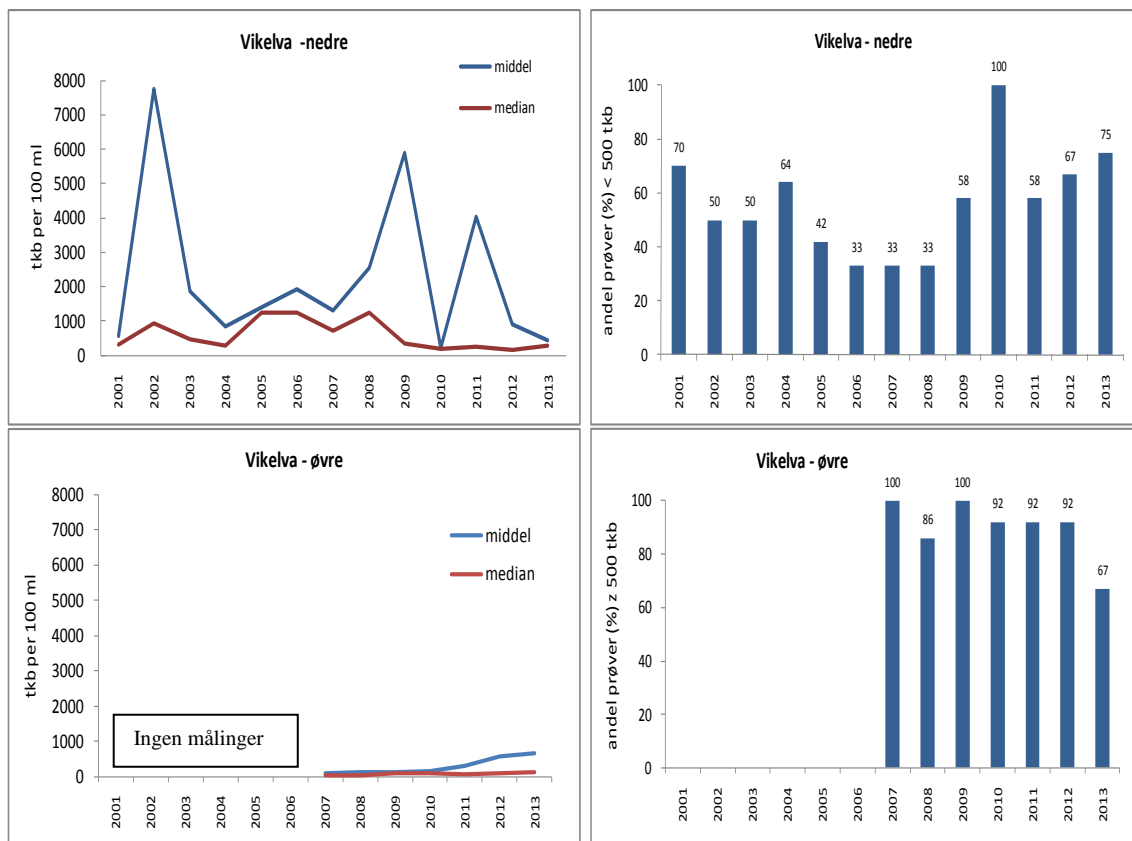 Vikelva -nedre
middel
median
8000
7000
6000
5000
4000
3000
2000
1000
0
tkb per 100 ml
2001 2002 2003 2004 2005 2006 2007 2008 2009 2010 2011 2012 2013
Vikelva - nedre
100
80
60
40
20
0
andel prøver (%) < 500 tkb
70 50 50 64 42 33 33 33 58 100 58 67 75
2001 2002 2003 2004 2005 2006 2007 2008 2009 2010 2011 2012 2013
Vikelva - øvre
middel
median
8000
7000
6000
5000
4000
3000
2000
1000
0
tkb per 100 ml
Ingen målinger
2001 2002 2003 2004 2005 2006 2007 2008 2009 2010 2011 2012 2013
Vikelva - øvre
100
80
60
40
20
0
andel prøver (%) z 500 tkb
100 86 100 92 92 92 67
2001 2002 2003 2004 2005 2006 2007 2008 2009 2010 2011 2012 2013